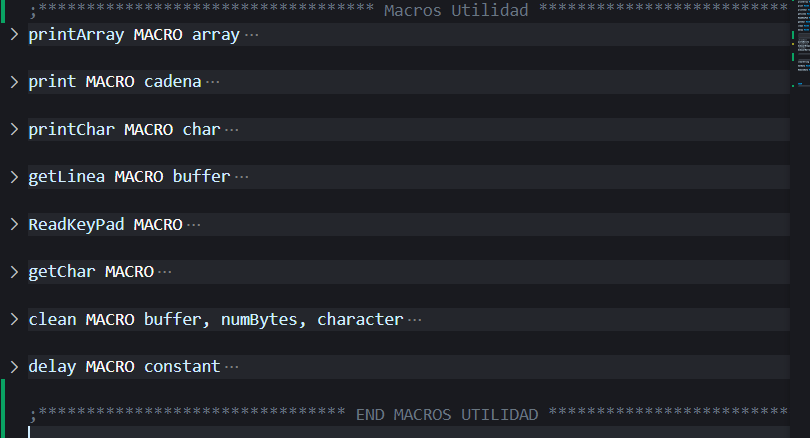 ;*********************************** Macros Utilidad **************************
printArray MACRO array ...
print MACRO cadena ...
printChar MACRO char ...
getLinea MACRO buffer ...
ReadKeyPad MACRO ...
getChar MACRO ...
clean MACRO buffer, numBytes, character ...
delay MACRO constant ...
;******************************** END MACROS UTILIDAD *************************